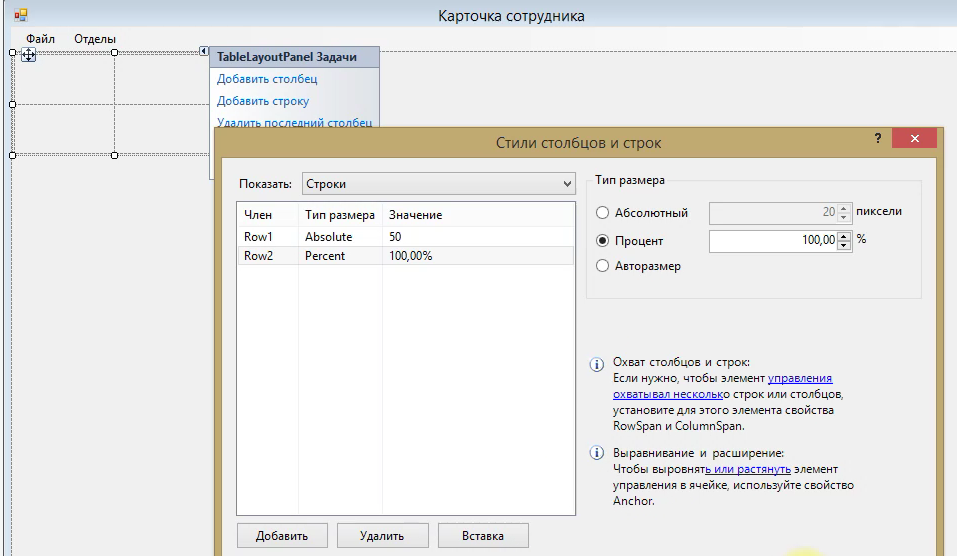 Карточка сотрудника
Файл Отделы
TableLayoutPanel Задачи
Добавить столбец
Добавить строку
Удалить последний столбец
Стили столбцов и строк
? ×
Показать: Строки
Член Тип размера Значение
Row1 Absolute 50
Row2 Percent 100,00%
Тип размера
Абсолютный 20 пиксели
Процент 100,00 %
Авторазмер
Охват столбцов и строк:
Если нужно, чтобы элемент управления
охватывал несколько строк или столбцов,
установите для этого элемента свойства
RowSpan и ColumnSpan.
Выравнивание и расширение:
Чтобы выровнять или растянуть элемент
управления в ячейке, используйте свойство
Anchor.
Добавить Удалить Вставка